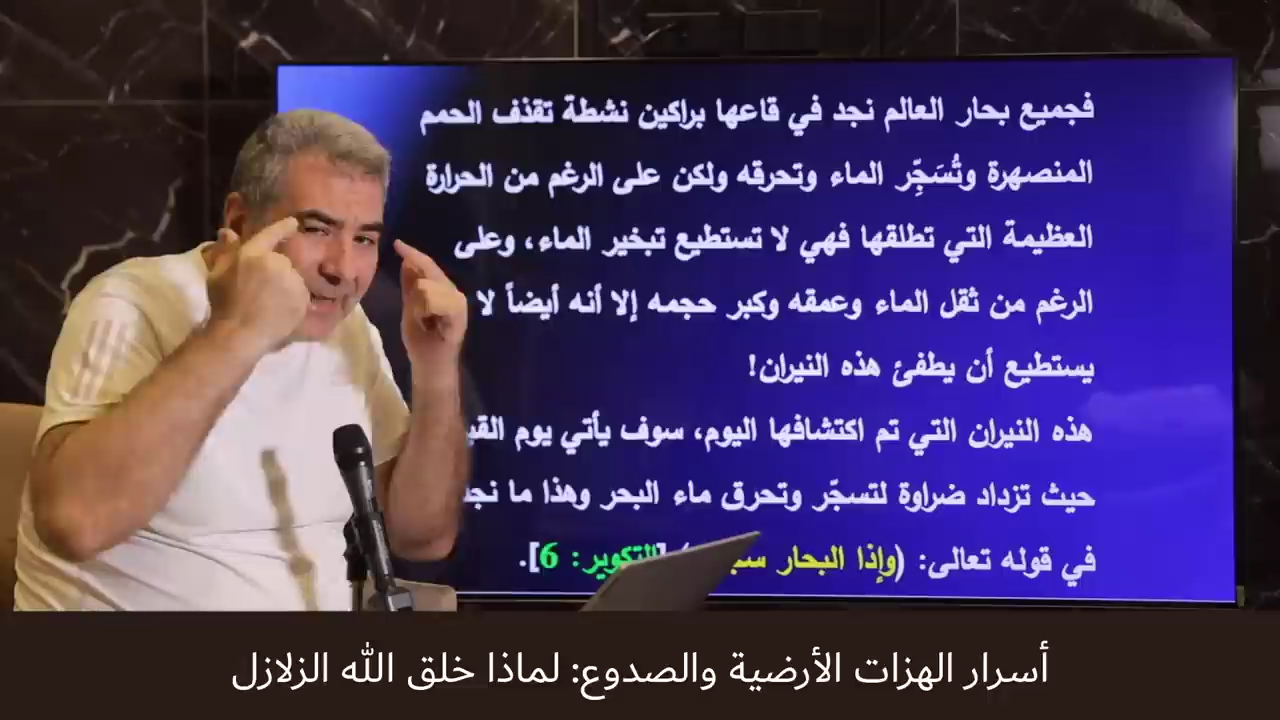 فجميع بحار العالم نجد في قاعها براكين نشطة تقذف الحمم
المنصهرة وتُسَجِّر الماء وتحرقه ولكن على الرغم من الحرارة
العظيمة التي تطلقها فهي لا تستطيع تبخير الماء، وعلى
الرغم من ثقل الماء وعمقه وكبر حجمه إلا أنه أيضاً لا
يستطيع أن يطفئ هذه النيران!
هذه النيران التي تم اكتشافها اليوم، سوف يأتي يوم
حيث تزداد ضراوة لتسجّر وتحرق ماء البحر وهذا ما
في قوله تعالى: (وإذا البحار [التكوير: 6].
أسرار الهزات الأرضية والصدوع: لماذا خلق الله الزلازل